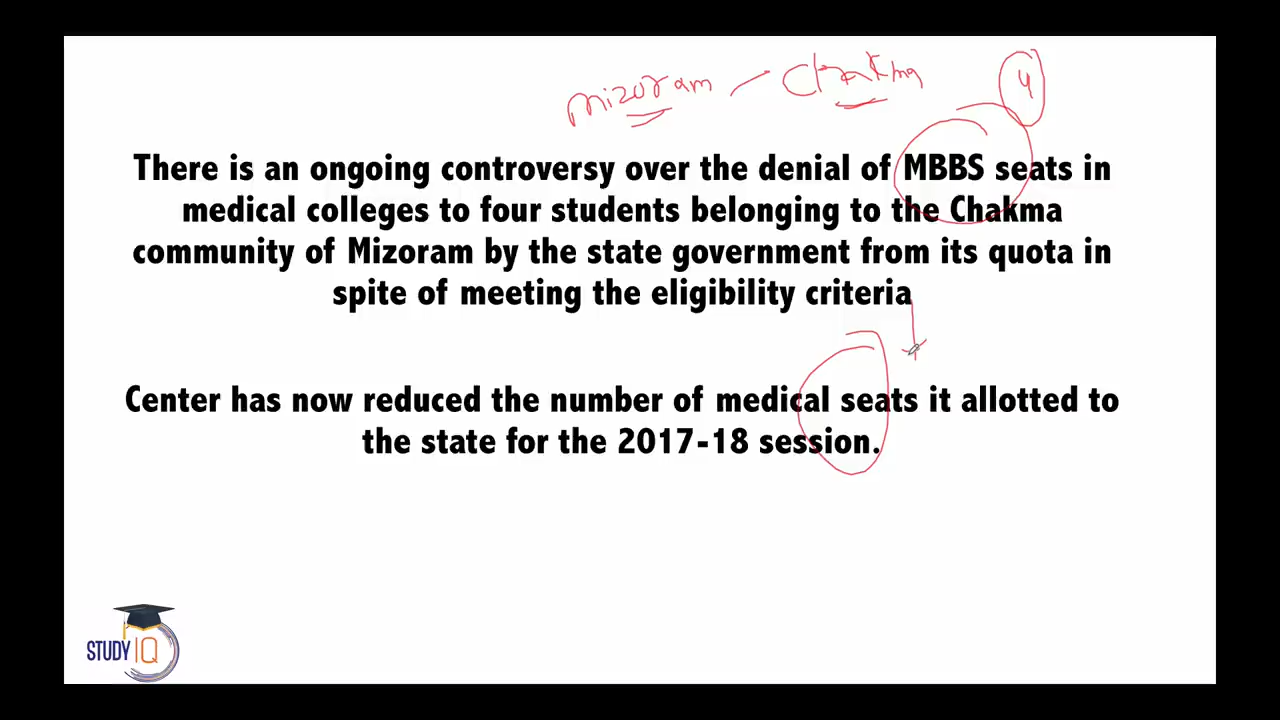 Mizoram - Chakma 4
There is an ongoing controversy over the denial of MBBS seats in
medical colleges to four students belonging to the Chakma
community of Mizoram by the state government from its quota in
spite of meeting the eligibility criteria
Center has now reduced the number of medical seats it allotted to
the state for the 2017-18 session.
STUDY IQ